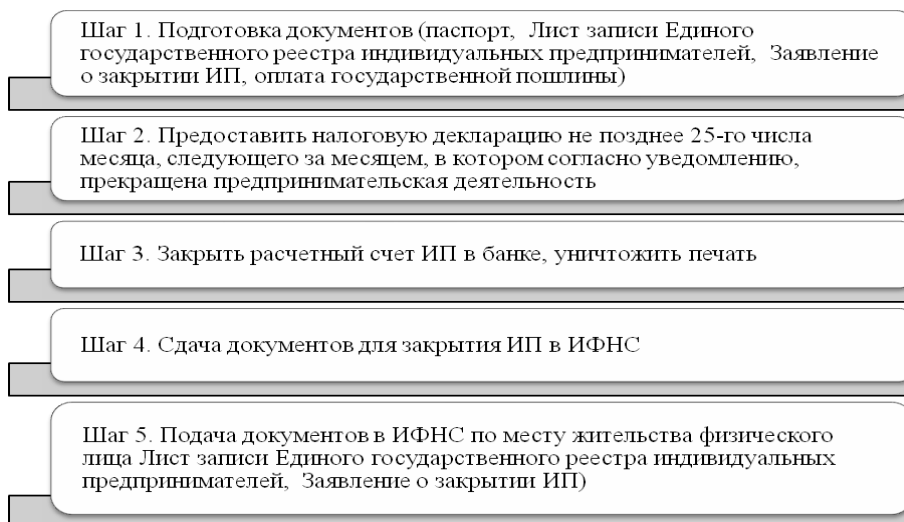 Шаг 1. Подготовка документов (паспорт, Лист записи Единого
государственного реестра индивидуальных предпринимателей, Заявление
о закрытии ИП, оплата государственной пошлины)
Шаг 2. Предоставить налоговую декларацию не позднее 25-го числа
месяца, следующего за месяцем, в котором согласно уведомлению,
прекращена предпринимательская деятельность
Шаг 3. Закрыть расчетный счет ИП в банке, уничтожить печать
Шаг 4. Сдача документов для закрытия ИП в ИФНС
Шаг 5. Подача документов в ИФНС по месту жительства физического
лица Лист записи Единого государственного реестра индивидуальных
предпринимателей, Заявление о закрытии ИП)